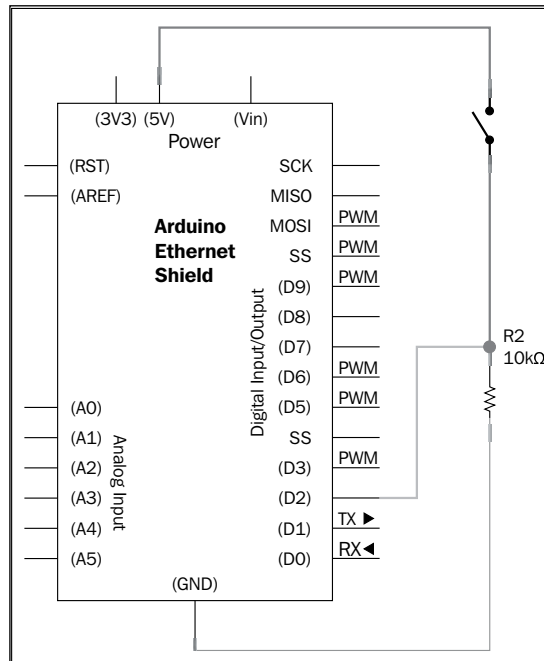 (3V3) (5V) (Vin)
Power
(RST)
(AREF)
Arduino
Ethernet
Shield
(A0)
(A1)
(A2)
(A3)
(A4)
(A5)
Analog Input
Digital Input/Output
SCK
MISO
MOSI PWM
SS PWM
(D9) PWM
(D8)
(D7)
(D6) PWM
(D5) PWM
SS
(D3) PWM
(D2)
(D1) TX ►
(D0) RX ◄
(GND)
R2
10kΩ